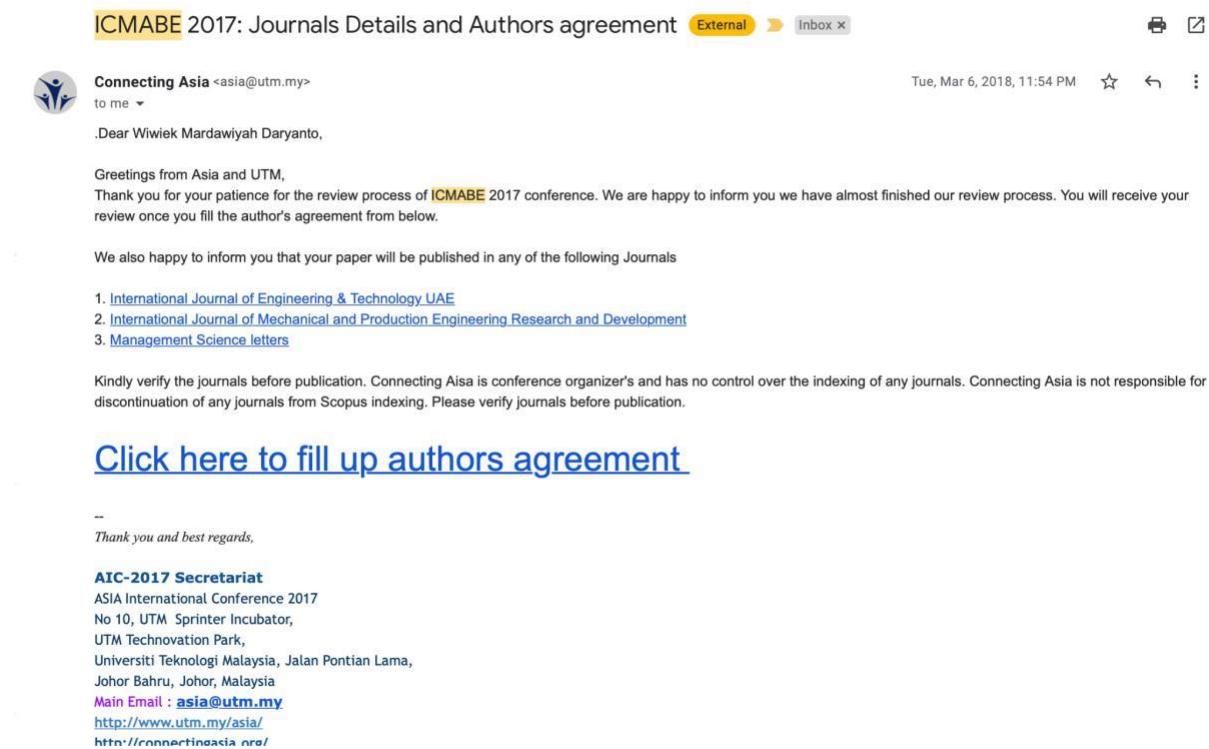 ICMABE 2017: Journals Details and Authors agreement External Inbox ×
Connecting Asia <asia@utm.my> Tue, Mar 6, 2018, 11:54 PM
to me
.Dear Wiwiek Mardawiyah Daryanto,
Greetings from Asia and UTM,
Thank you for your patience for the review process of ICMABE 2017 conference. We are happy to inform you we have almost finished our review process. You will receive your
review once you fill the author's agreement from below.
We also happy to inform you that your paper will be published in any of the following Journals
1. International Journal of Engineering & Technology UAE
2. International Journal of Mechanical and Production Engineering Research and Development
3. Management Science letters
Kindly verify the journals before publication. Connecting Aisa is conference organizer's and has no control over the indexing of any journals. Connecting Asia is not responsible for
discontinuation of any journals from Scopus indexing. Please verify journals before publication.
Click here to fill up authors agreement
--
Thank you and best regards,
AIC-2017 Secretariat
ASIA International Conference 2017
No 10, UTM Sprinter Incubator,
UTM Technovation Park,
Universiti Teknologi Malaysia, Jalan Pontian Lama,
Johor Bahru, Johor, Malaysia
Main Email : asia@utm.my
http://www.utm.my/asia/
http://connectingasia.org/